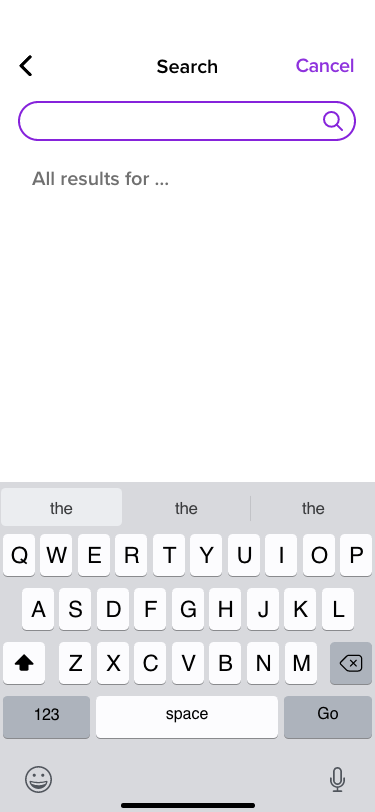 Search
Cancel
All results for ...
the the the
Q W E R T Y U I O P
A S D F G H J K L
Z X C V B N M
123 space Go